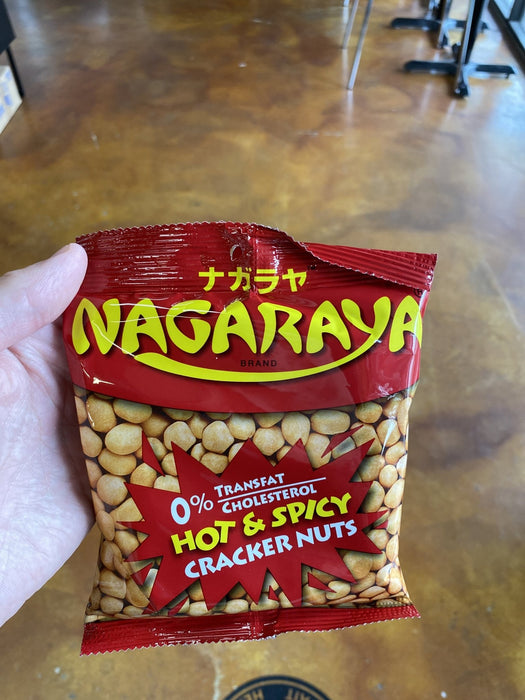 ナガラヤ
NAGARAYA
BRAND
0% TRANSFAT
CHOLESTEROL
HOT & SPICY
CRACKER NUTS